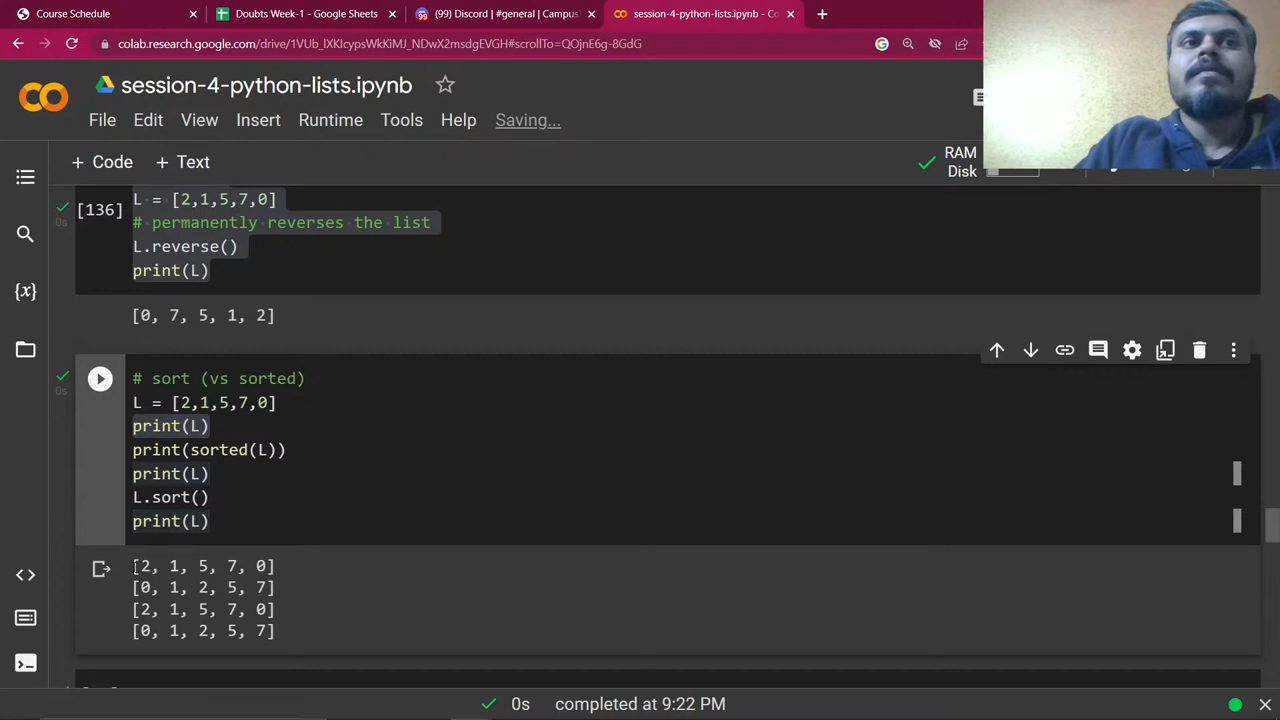 Course Schedule
Doubts Week-1 - Google Sheets
(99) Discord | #general | Campus
session-4-python-lists.ipynb - Co
colab.research.google.com/drive/1VUb_lXKIcypsWkKiMJ_NDwX2msdgEVGH#scrollTo=QOjnE6g-8GdG
session-4-python-lists.ipynb
File Edit View Insert Runtime Tools Help Saving...
+ Code + Text
RAM
Disk
[136]
0s
L = [2,1,5,7,0]
# permanently reverses the list
L.reverse()
print(L)
[0, 7, 5, 1, 2]
0s
# sort (vs sorted)
L = [2,1,5,7,0]
print(L)
print(sorted(L))
print(L)
L.sort()
print(L)
[2, 1, 5, 7, 0]
[0, 1, 2, 5, 7]
[2, 1, 5, 7, 0]
[0, 1, 2, 5, 7]
0s completed at 9:22 PM